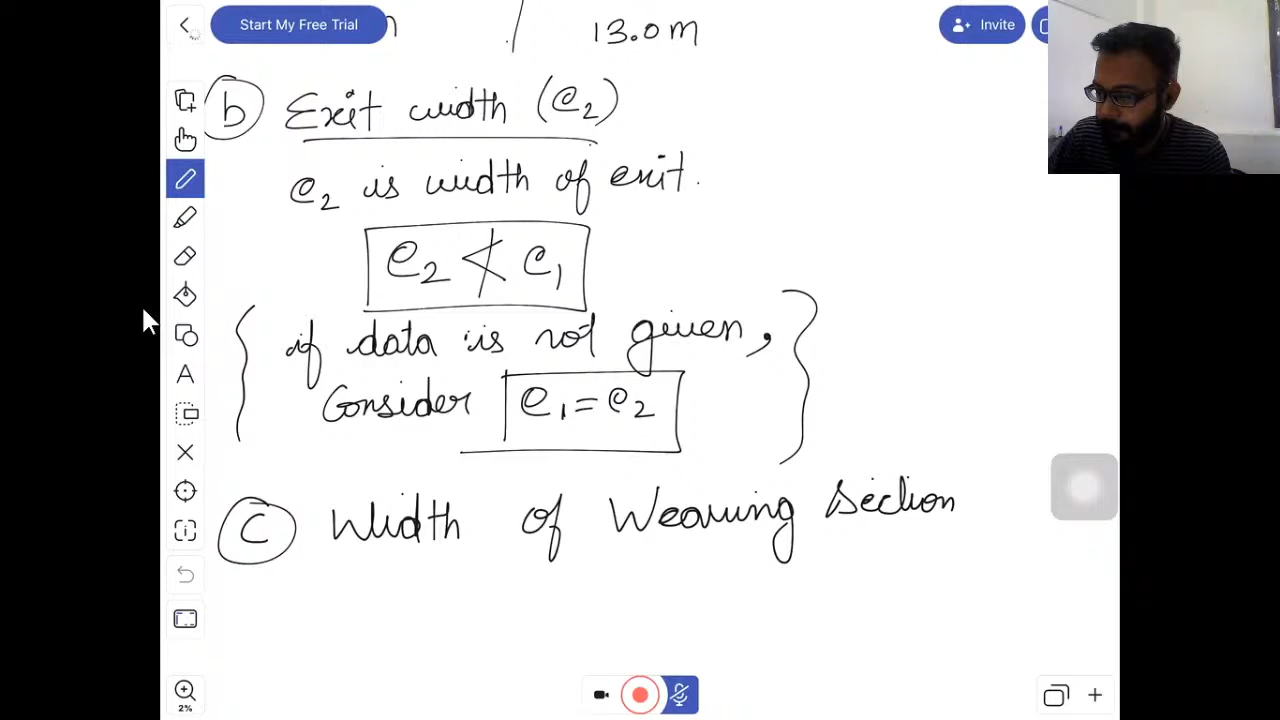 Start My Free Trial
13.0 m
Invite
b Exit width (e2)
e2 is width of exit.
e2 ≮ e1
if data is not given,
Consider e1 = e2
C Width of Weaving Section
2%